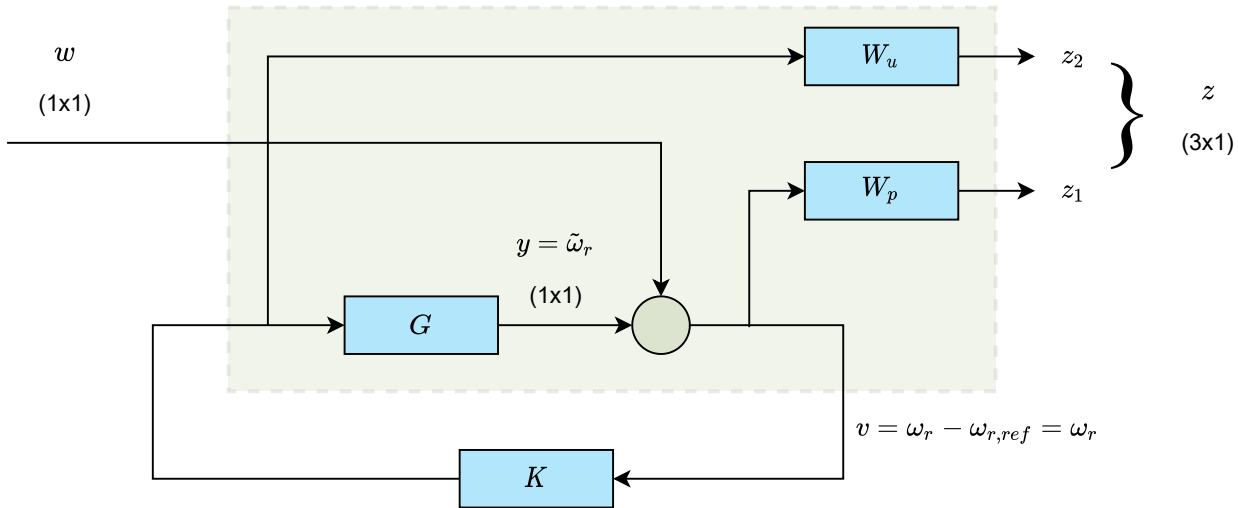 w
(1x1)
W_u
z_2
}
z
(3x1)
W_p
z_1
y = ω̃_r
(1x1)
G
v = ω_r − ω_{r,ref} = ω_r
K